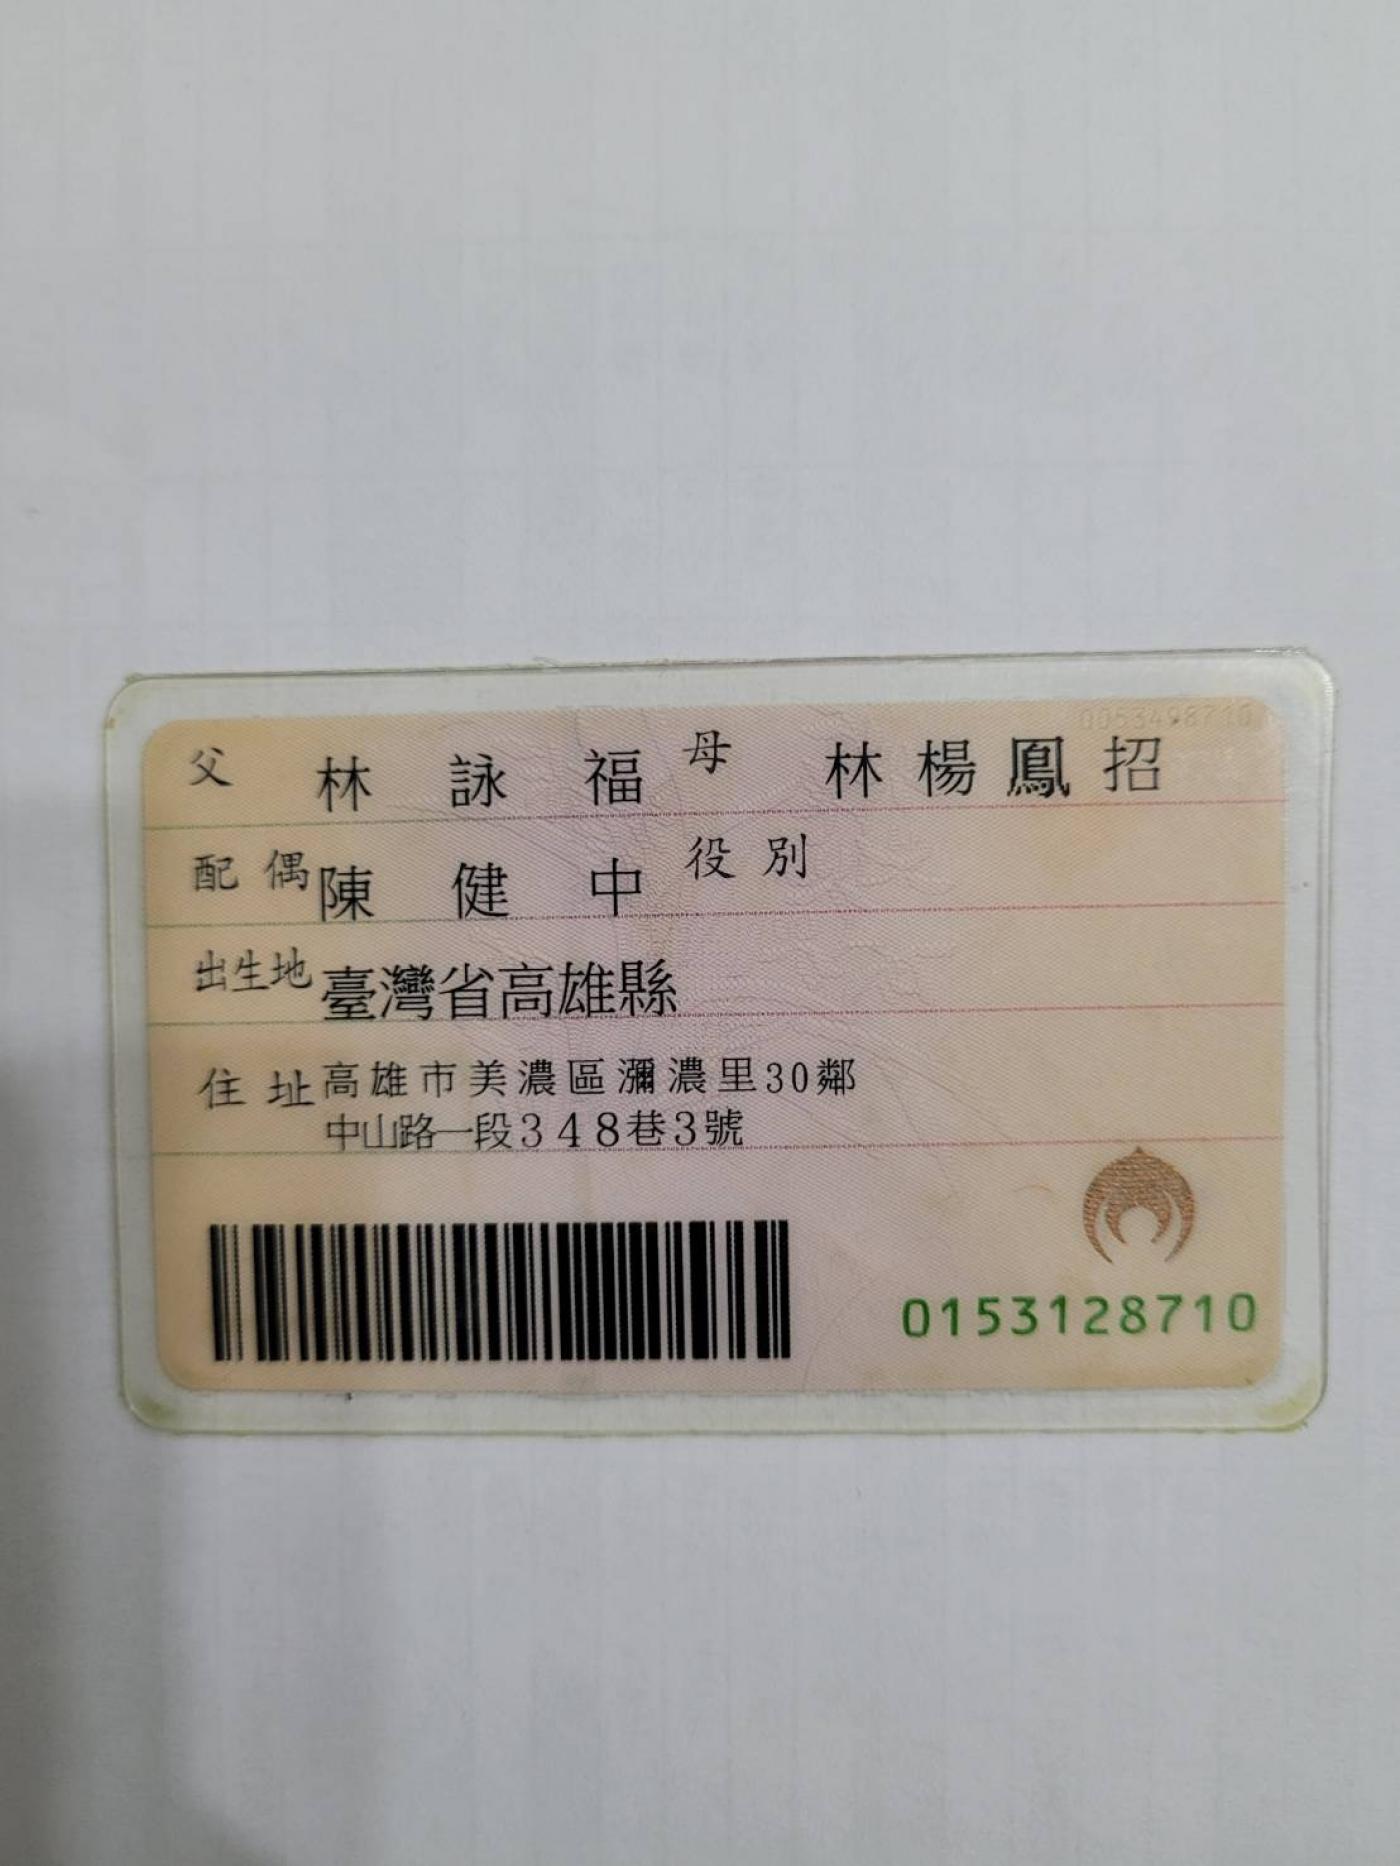 0053498710
父 林詠福 母 林楊鳳招
配偶 陳健中 役別
出生地 臺灣省高雄縣
住址 高雄市美濃區瀰濃里30鄰
中山路一段348巷3號
0153128710